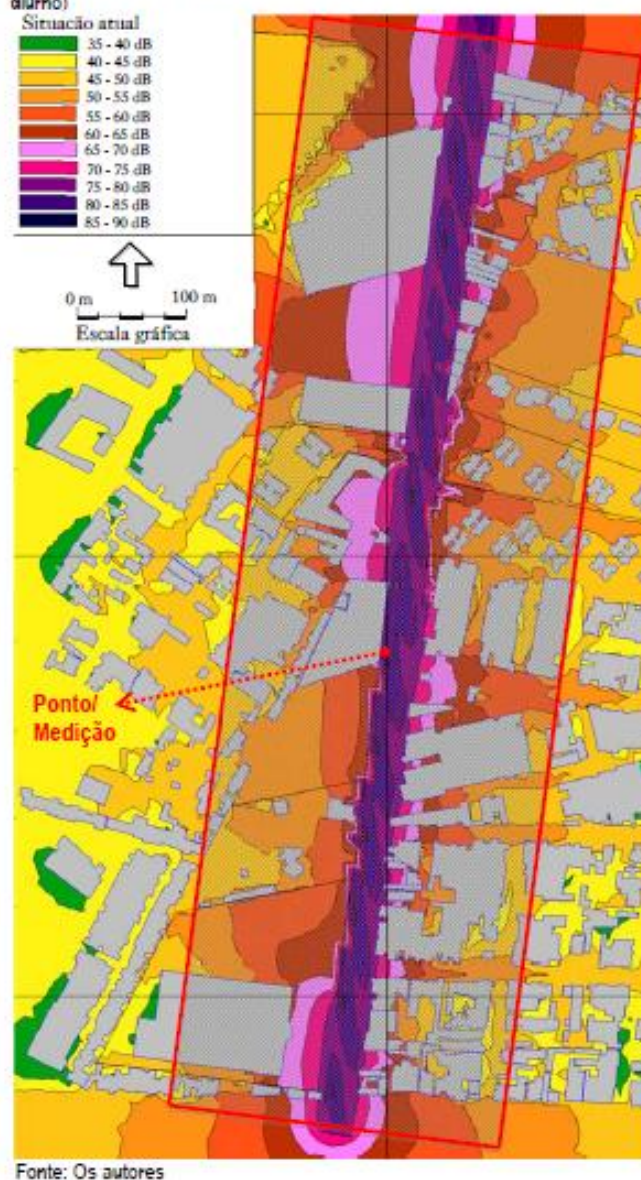 diurno)
Situacão atual
35 - 40 dB
40 - 45 dB
45 - 50 dB
50 - 55 dB
55 - 60 dB
60 - 65 dB
65 - 70 dB
70 - 75 dB
75 - 80 dB
80 - 85 dB
85 - 90 dB
0 m 100 m
Escala gráfica
Ponto/
Medição
Fonte: Os autores